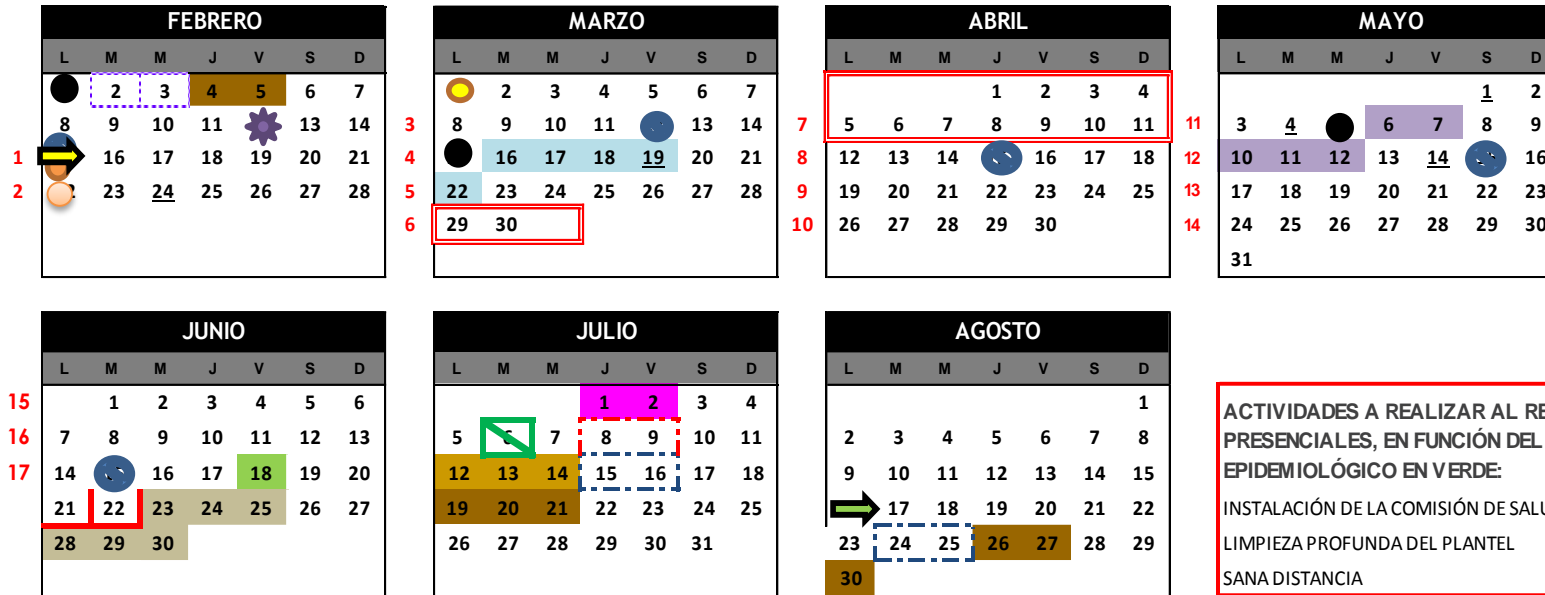 FEBRERO MARZO ABRIL MAYO
L M M J V S D L M M J V S D L M M J V S D L M M J V S D
2 3 4 5 6 7 2 3 4 5 6 7 1 2 3 4 1 2
8 9 10 11 13 14 3 8 9 10 11 13 14 7 5 6 7 8 9 10 11 11 3 4 6 7 8 9
1 16 17 18 19 20 21 4 16 17 18 19 20 21 8 12 13 14 16 17 18 12 10 11 12 13 14 16
2 23 24 25 26 27 28 5 22 23 24 25 26 27 28 9 19 20 21 22 23 24 25 13 17 18 19 20 21 22 23
6 29 30 10 26 27 28 29 30 14 24 25 26 27 28 29 30
31
JUNIO JULIO AGOSTO
L M M J V S D L M M J V S D L M M J V S D
15 1 2 3 4 5 6 1 2 3 4 1
16 7 8 9 10 11 12 13 5 7 8 9 10 11 2 3 4 5 6 7 8
17 14 16 17 18 19 20 12 13 14 15 16 17 18 9 10 11 12 13 14 15
21 22 23 24 25 26 27 19 20 21 22 23 24 25 17 18 19 20 21 22
28 29 30 26 27 28 29 30 31 23 24 25 26 27 28 29
30
ACTIVIDADES A REALIZAR AL
PRESENCIALES, EN FUNCIÓN DEL
EPIDEMIOLÓGICO EN VERDE:
INSTALACIÓN DE LA COMISIÓN DE
LIMPIEZA PROFUNDA DEL PLANTEL
SANA DISTANCIA